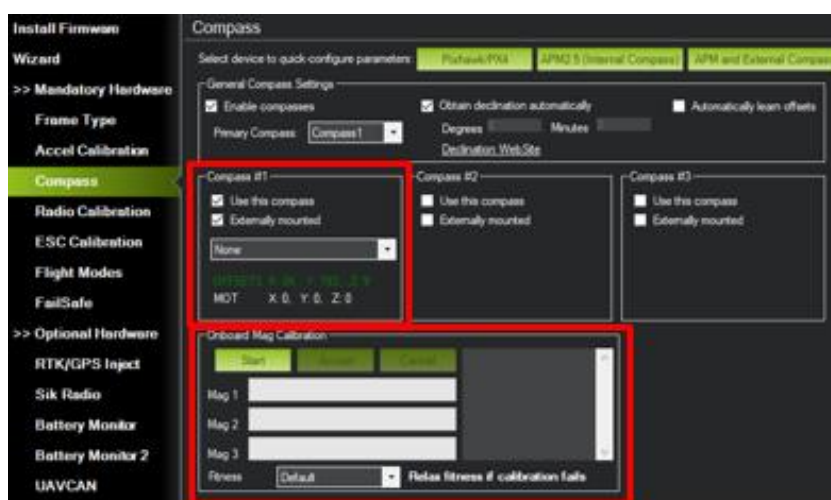 Install Firmware
Wizard
>> Mandatory Hardware
Frame Type
Accel Calibration
Compass
Radio Calibration
ESC Calibration
Flight Modes
FailSafe
>> Optional Hardware
RTK/GPS Inject
Sik Radio
Battery Monitor
Battery Monitor 2
UAVCAN
Compass
Select device to quick-configure parameters:
Pixhawk/PX4
APM2.5 (Internal Compass)
APM and External Compass
General Compass Settings
Enable compasses
Obtain declination automatically
Automatically learn offsets
Primary Compass: Compass1
Degrees
Minutes
Declination WebSite
Compass #1
Use this compass
Externally mounted
None
OFFSETS X:
MOT X: 0, Y: 0, Z: 0
Compass #2
Use this compass
Externally mounted
Compass #3
Use this compass
Externally mounted
Onboard Mag Calibration
Start
Accept
Cancel
Mag 1
Mag 2
Mag 3
Fitness
Default
Relax fitness if calibration fails